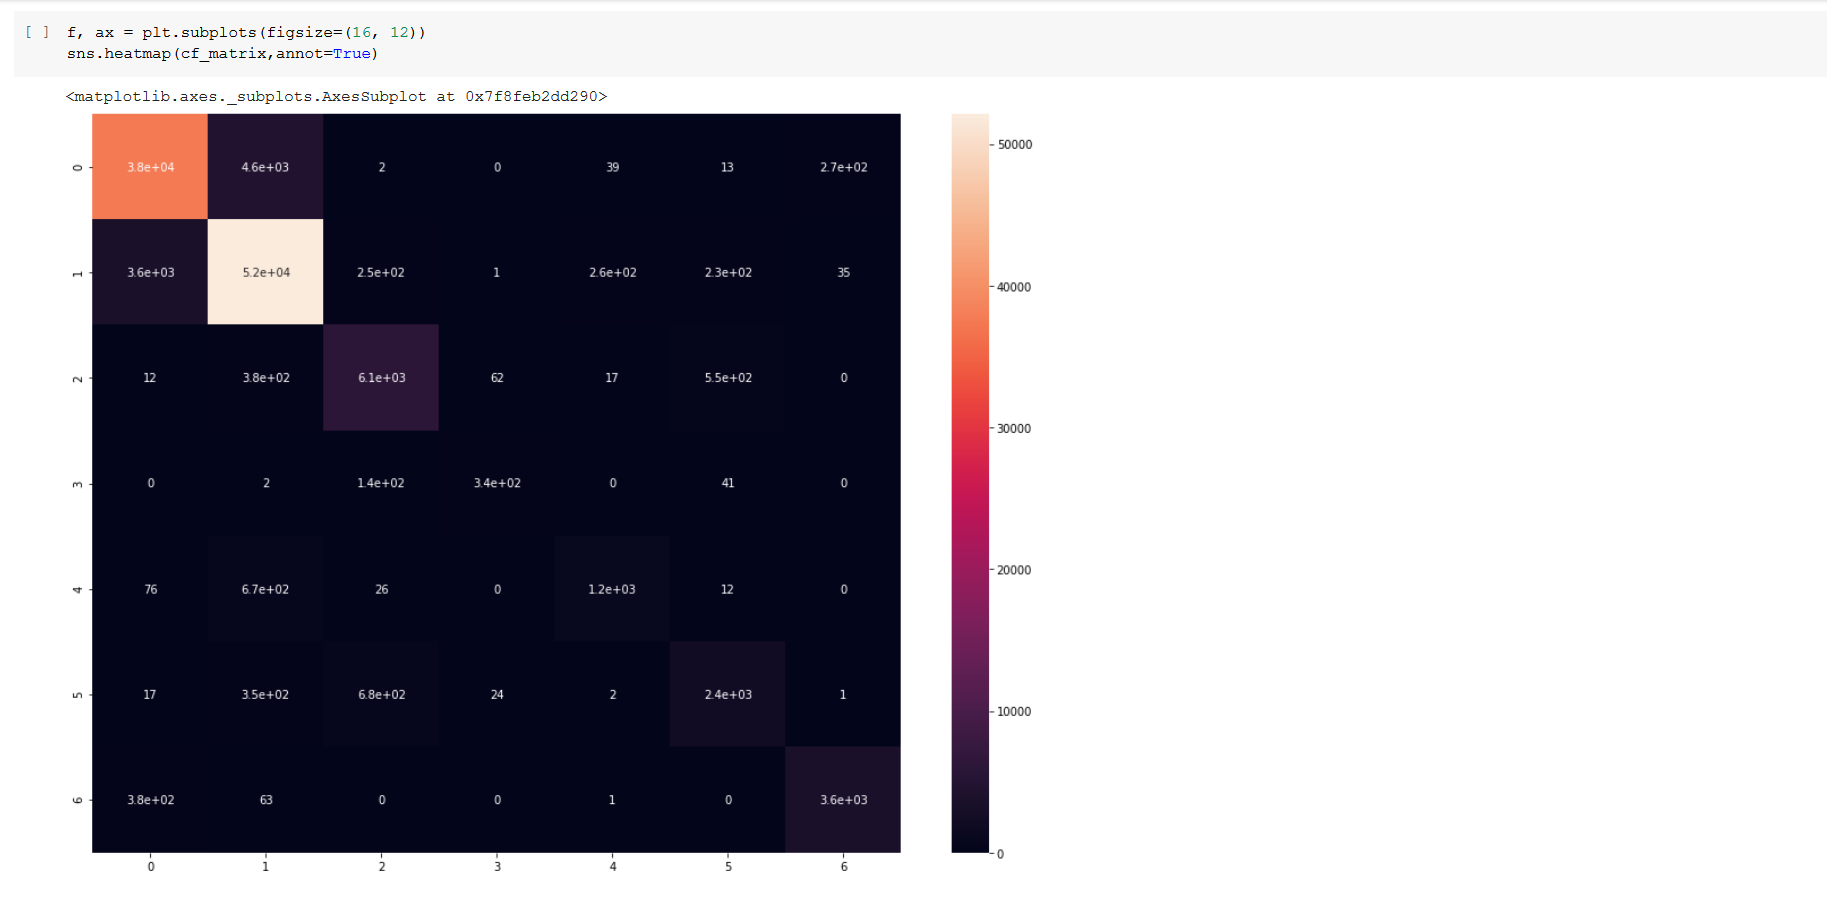 [ ] f, ax = plt.subplots(figsize=(16, 12))
sns.heatmap(cf_matrix,annot=True)
<matplotlib.axes._subplots.AxesSubplot at 0x7f8feb2dd290>
0 3.8e+04 4.6e+03 2 0 39 13 2.7e+02
1 3.6e+03 5.2e+04 2.5e+02 1 2.6e+02 2.3e+02 35
2 12 3.8e+02 6.1e+03 62 17 5.5e+02 0
3 0 2 1.4e+02 3.4e+02 0 41 0
4 76 6.7e+02 26 0 1.2e+03 12 0
5 17 3.5e+02 6.8e+02 24 2 2.4e+03 1
6 3.8e+02 63 0 0 1 0 3.6e+03
0 1 2 3 4 5 6
50000
40000
30000
20000
10000
0